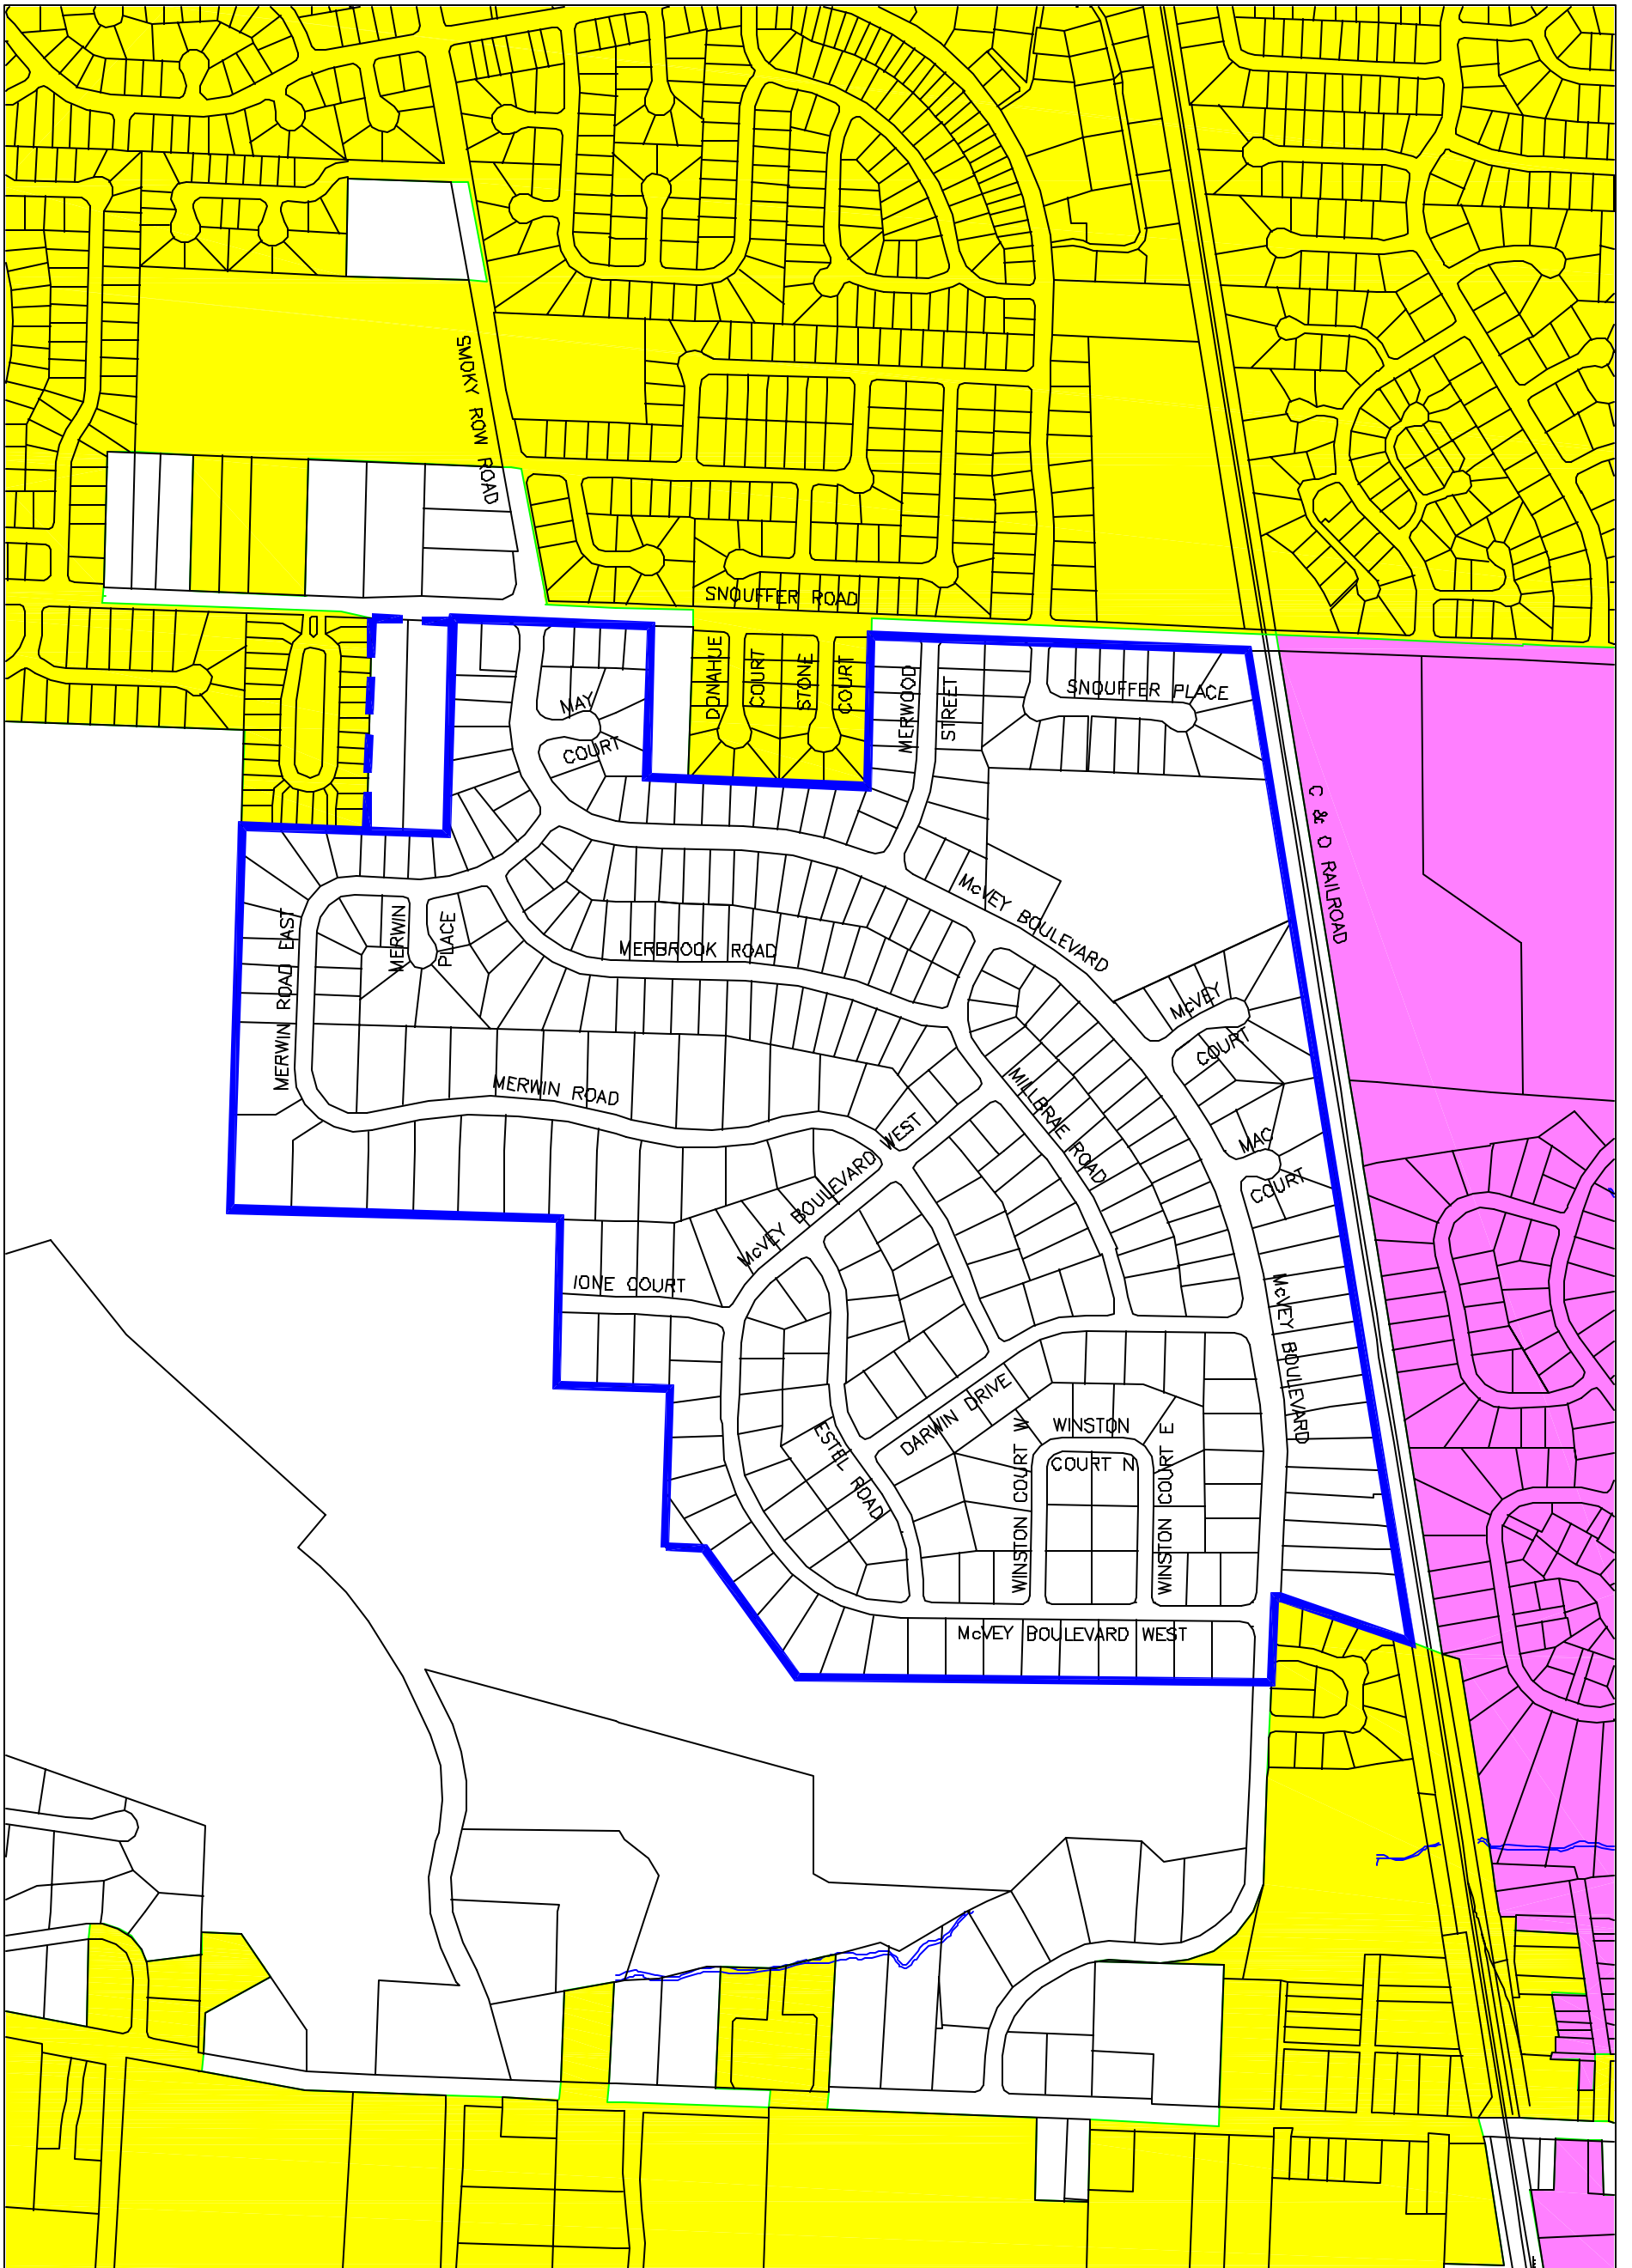 SMOKY ROW ROAD
SNOUFFER ROAD
DONAHUE
COURT
STONE
COURT
MERWOOD
STREET
SNOUFFER PLACE
MAY
COURT
C & O RAILROAD
McVEY BOULEVARD
MERWIN ROAD EAST
MERWIN
PLACE
MERBROOK ROAD
McVEY
COURT
MERWIN ROAD
MILLBRAE ROAD
MAC
COURT
McVEY BOULEVARD WEST
IONE COURT
McVEY BOULEVARD
DARWIN DRIVE
ESTEL ROAD
WINSTON COURT W
WINSTON
COURT N
WINSTON COURT E
McVEY BOULEVARD WEST